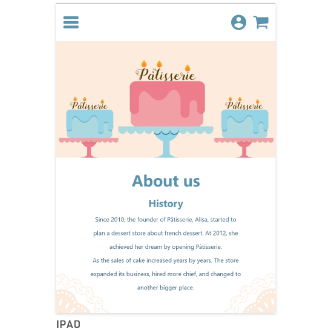 Pâtisserie
Pâtisserie
Pâtisserie
About us
History
Since 2010, the founder of Pâtisserie, Alisa, started to
plan a dessert store about french dessert. At 2012, she
achieved her dream by opening Pâtisserie.
As the sales of cake increased years by years. The store
expanded its business, hired more chief, and changed to
another bigger place.
IPAD